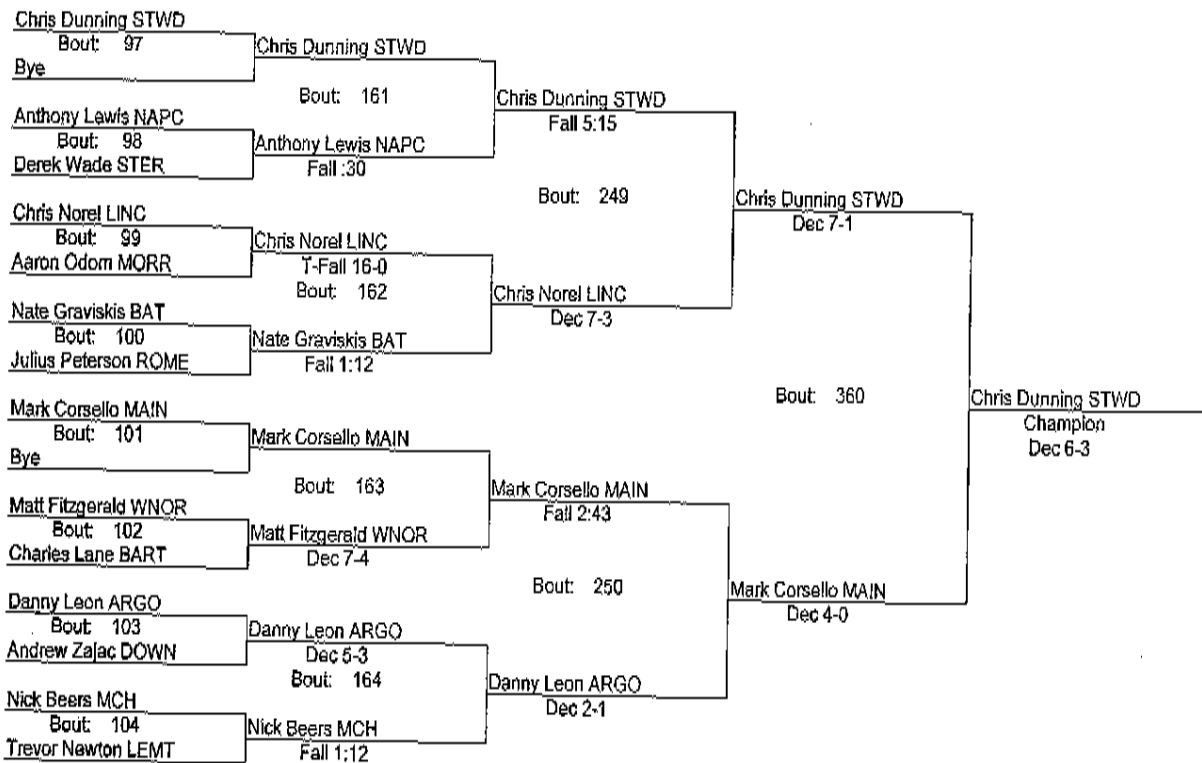 Chris Dunning STWD
Bout: 97
Bye
Chris Dunning STWD
Bout: 161
Anthony Lewis NAPC
Bout: 98
Derek Wade STER
Anthony Lewis NAPC
Fall :30
Chris Dunning STWD
Fall 5:15
Bout: 249
Chris Norel LINC
Bout: 99
Aaron Odom MORR
Chris Norel LINC
T-Fall 16-0
Bout: 162
Nate Graviskis BAT
Bout: 100
Julius Peterson ROME
Nate Graviskis BAT
Fall 1:12
Chris Norel LINC
Dec 7-3
Chris Dunning STWD
Dec 7-1
Bout: 360
Mark Corsello MAIN
Bout: 101
Bye
Mark Corsello MAIN
Bout: 163
Matt Fitzgerald WNOR
Bout: 102
Charles Lane BART
Matt Fitzgerald WNOR
Dec 7-4
Mark Corsello MAIN
Fall 2:43
Bout: 250
Danny Leon ARGO
Bout: 103
Andrew Zajac DOWN
Danny Leon ARGO
Dec 5-3
Bout: 164
Nick Beers MCH
Bout: 104
Trevor Newton LEMT
Nick Beers MCH
Fall 1:12
Danny Leon ARGO
Dec 2-1
Mark Corsello MAIN
Dec 4-0
Chris Dunning STWD
Champion
Dec 6-3